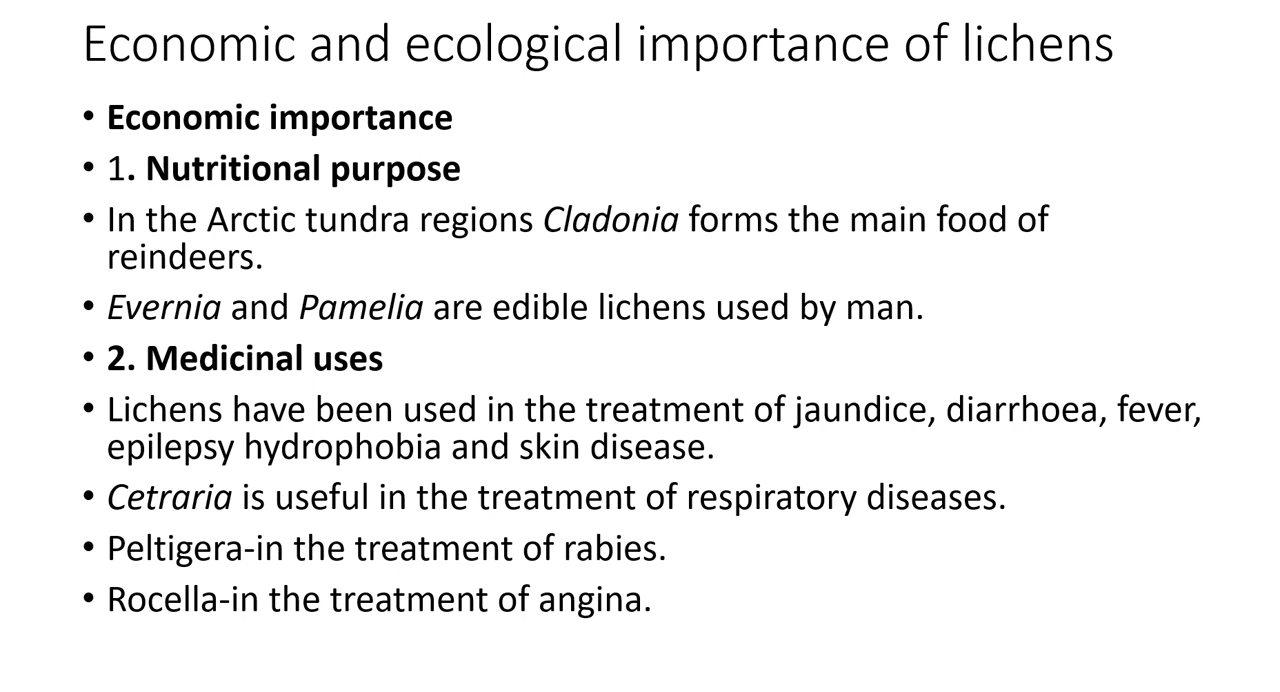 Economic and ecological importance of lichens
• Economic importance
• 1. Nutritional purpose
• In the Arctic tundra regions Cladonia forms the main food of
reindeers.
• Evernia and Pamelia are edible lichens used by man.
• 2. Medicinal uses
• Lichens have been used in the treatment of jaundice, diarrhoea, fever,
epilepsy hydrophobia and skin disease.
• Cetraria is useful in the treatment of respiratory diseases.
• Peltigera-in the treatment of rabies.
• Rocella-in the treatment of angina.